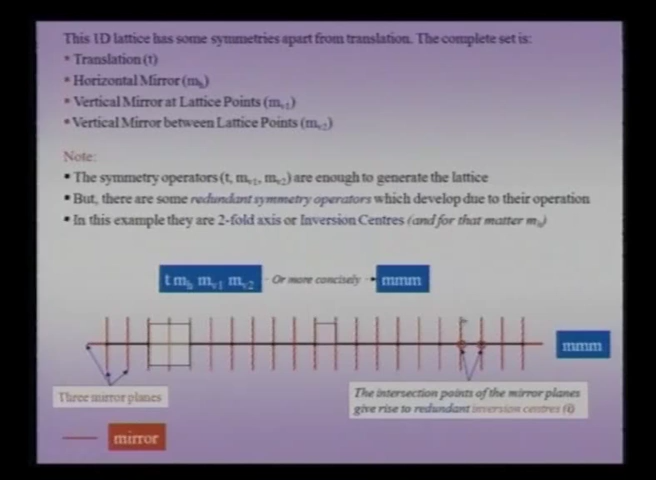 This 1D lattice has some symmetries apart from translation. The complete set is:
▪ Translation (t)
▪ Horizontal Mirror (mh)
▪ Vertical Mirror at Lattice Points (mv1)
▪ Vertical Mirror between Lattice Points (mv2)
Note:
▪ The symmetry operators (t, mv1, mv2) are enough to generate the lattice
▪ But, there are some redundant symmetry operators which develop due to their operation
▪ In this example they are 2-fold axis or Inversion Centres (and for that matter mh)
t mh mv1 mv2 Or more concisely mmm
mmm
Three mirror planes
The intersection points of the mirror planes
give rise to redundant inversion centres (i)
mirror